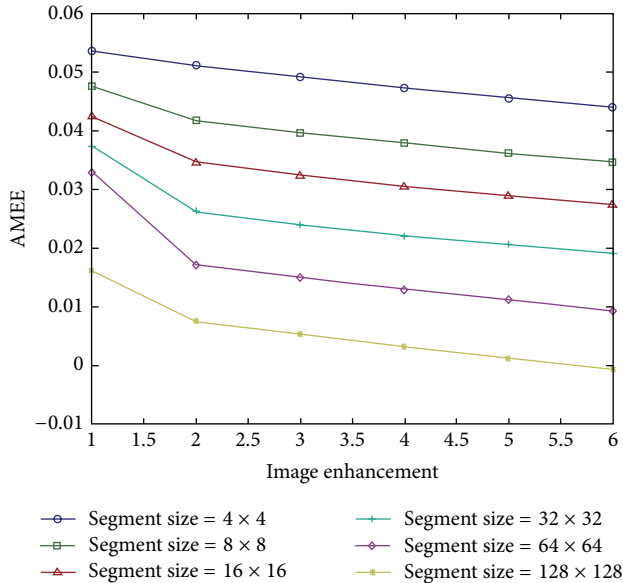 0.06
0.05
0.04
0.03
0.02
0.01
0
−0.01
AMEE
1 1.5 2 2.5 3 3.5 4 4.5 5 5.5 6
Image enhancement
Segment size = 4 × 4
Segment size = 8 × 8
Segment size = 16 × 16
Segment size = 32 × 32
Segment size = 64 × 64
Segment size = 128 × 128